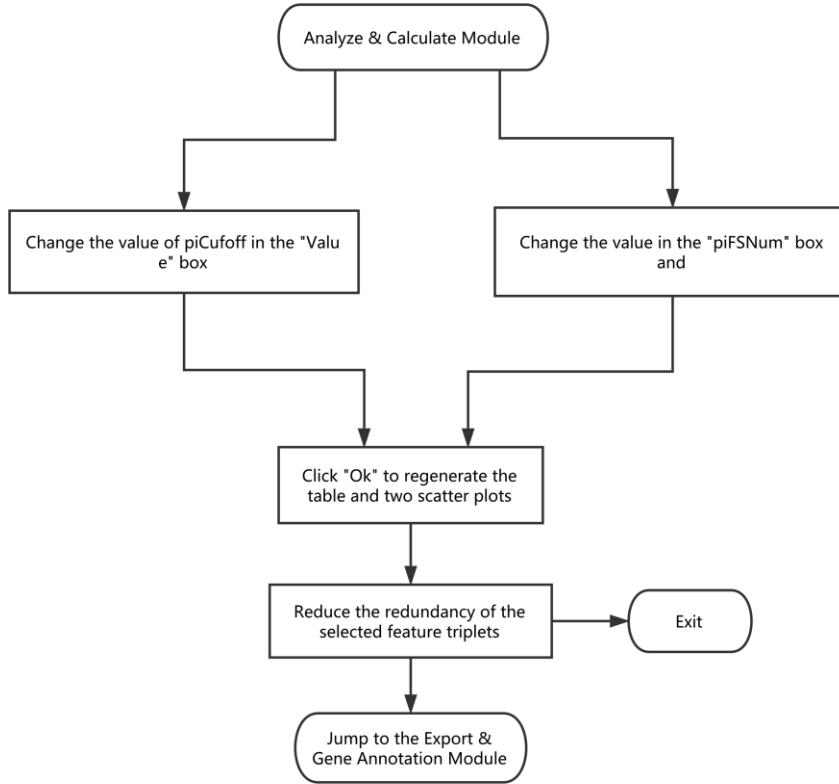 Analyze & Calculate Module
Change the value of piCufoff in the "Valu
e" box
Change the value in the "piFSNum" box
and
Click "Ok" to regenerate the
table and two scatter plots
Reduce the redundancy of the
selected feature triplets
Exit
Jump to the Export &
Gene Annotation Module